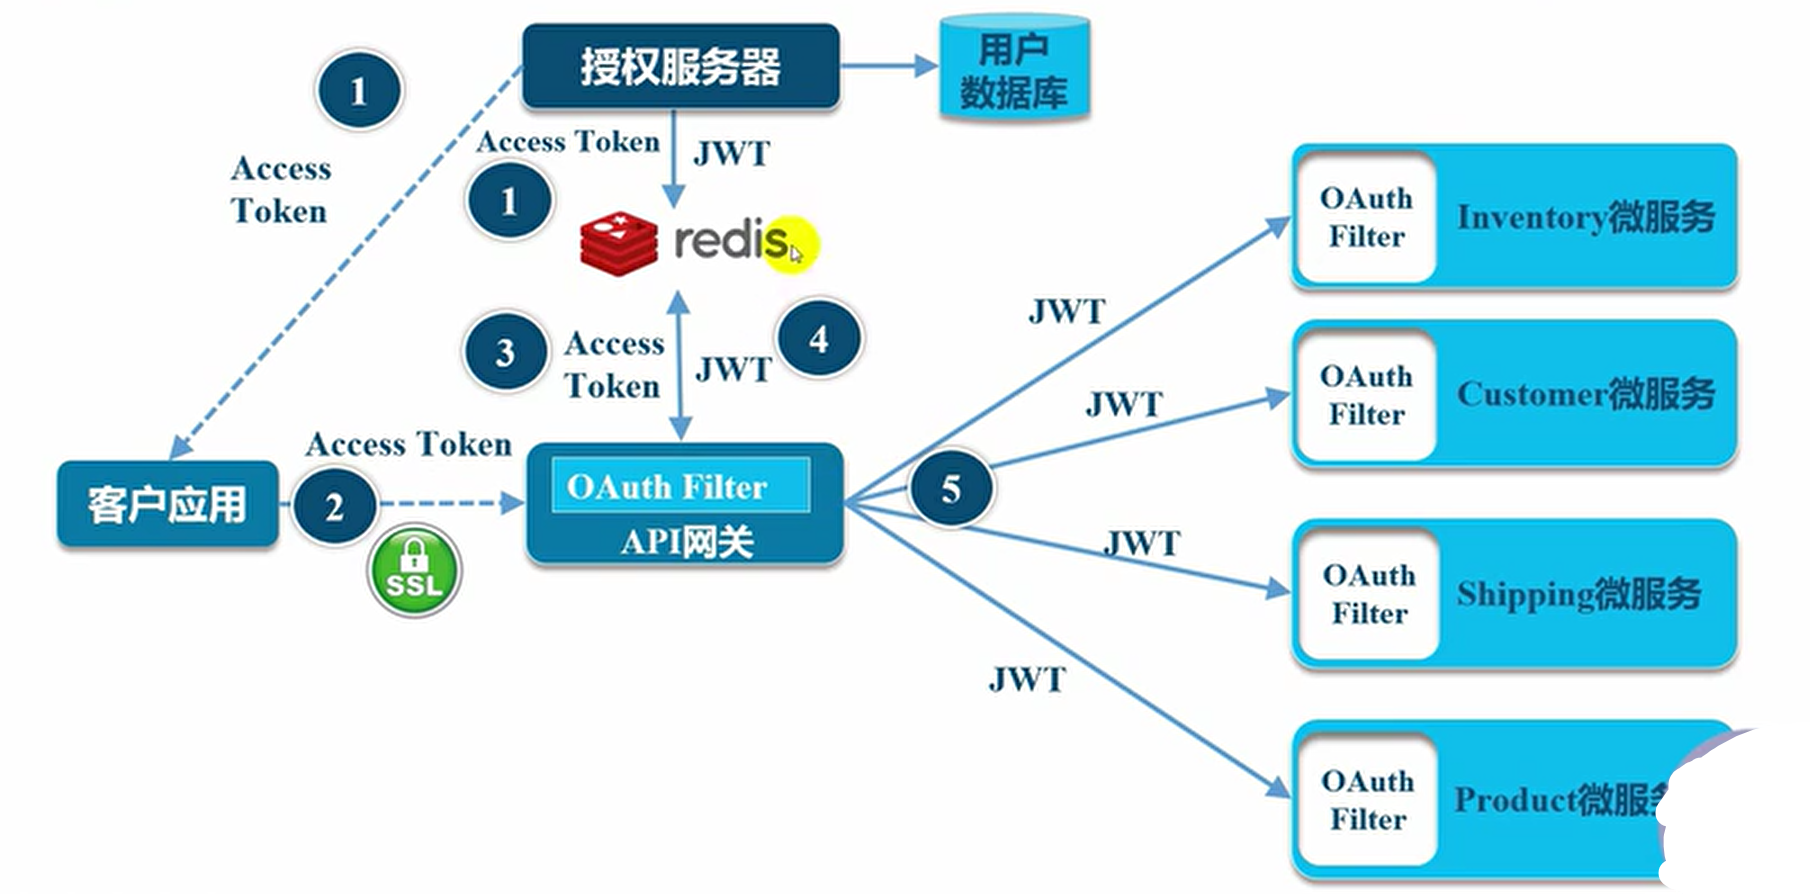 授权服务器
用户
数据库
1
Access
Token
Access Token
JWT
1
redis
3
Access
Token
JWT
4
Access Token
客户应用
2
SSL
OAuth Filter
API网关
5
JWT
JWT
JWT
JWT
OAuth
Filter
Inventory微服务
OAuth
Filter
Customer微服务
OAuth
Filter
Shipping微服务
OAuth
Filter
Product微服